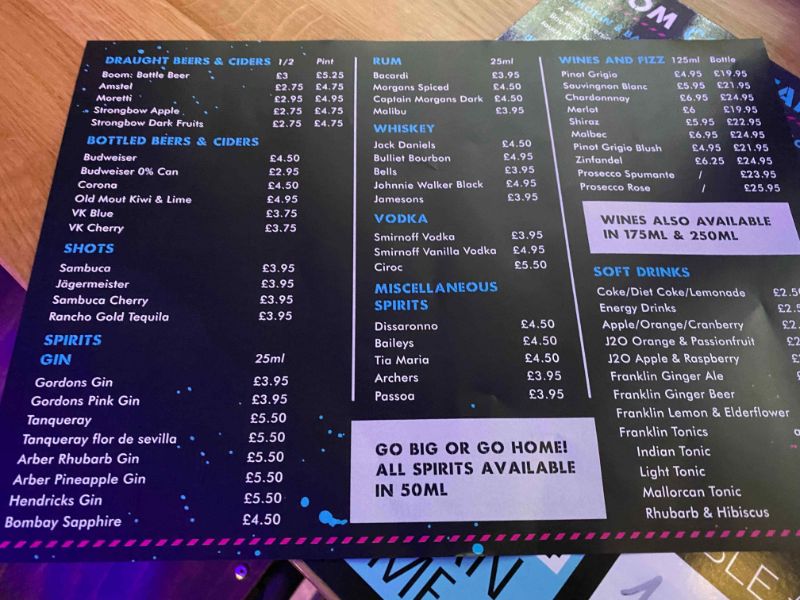 DRAUGHT BEERS & CIDERS 1/2 Pint
Boom: Battle Beer £3 £5.25
Amstel £2.75 £4.75
Moretti £2.95 £4.95
Strongbow Apple £2.75 £4.75
Strongbow Dark Fruits £2.75 £4.75
BOTTLED BEERS & CIDERS
Budweiser £4.50
Budweiser 0% Can £2.95
Corona £4.50
Old Mout Kiwi & Lime £4.95
VK Blue £3.75
VK Cherry £3.75
SHOTS
Sambuca £3.95
Jägermeister £3.95
Sambuca Cherry £3.95
Rancho Gold Tequila £3.95
SPIRITS
GIN 25ml
Gordons Gin £3.95
Gordons Pink Gin £3.95
Tanqueray £5.50
Tanqueray flor de sevilla £5.50
Arber Rhubarb Gin £5.50
Arber Pineapple Gin £5.50
Hendricks Gin £5.50
Bombay Sapphire £4.50
RUM 25ml
Bacardi £3.95
Morgans Spiced £4.50
Captain Morgans Dark £4.50
Malibu £3.95
WHISKEY
Jack Daniels £4.50
Bulliet Bourbon £4.95
Bells £3.95
Johnnie Walker Black £4.95
Jamesons £3.95
VODKA
Smirnoff Vodka £3.95
Smirnoff Vanilla Vodka £4.95
Ciroc £5.50
MISCELLANEOUS
SPIRITS
Dissaronno £4.50
Baileys £4.50
Tia Maria £4.50
Archers £3.95
Passoa £3.95
GO BIG OR GO HOME!
ALL SPIRITS AVAILABLE
IN 50ML
WINES AND FIZZ 125ml Bottle
Pinot Grigio £4.95 £19.95
Sauvingnon Blanc £5.95 £21.95
Chardonnnay £6.95 £24.95
Merlot £6 £19.95
Shiraz £5.95 £22.95
Malbec £6.95 £24.95
Pinot Grigio Blush £4.95 £21.95
Zinfandel £6.25 £24.95
Prosecco Spumante / £23.95
Prosecco Rose / £25.95
WINES ALSO AVAILABLE
IN 175ML & 250ML
SOFT DRINKS
Coke/Diet Coke/Lemonade £2.50
Energy Drinks
Apple/Orange/Cranberry
J2O Orange & Passionfruit
J2O Apple & Raspberry
Franklin Ginger Ale
Franklin Ginger Beer
Franklin Lemon & Elderflower
Franklin Tonics
Indian Tonic
Light Tonic
Mallorcan Tonic
Rhubarb & Hibiscus